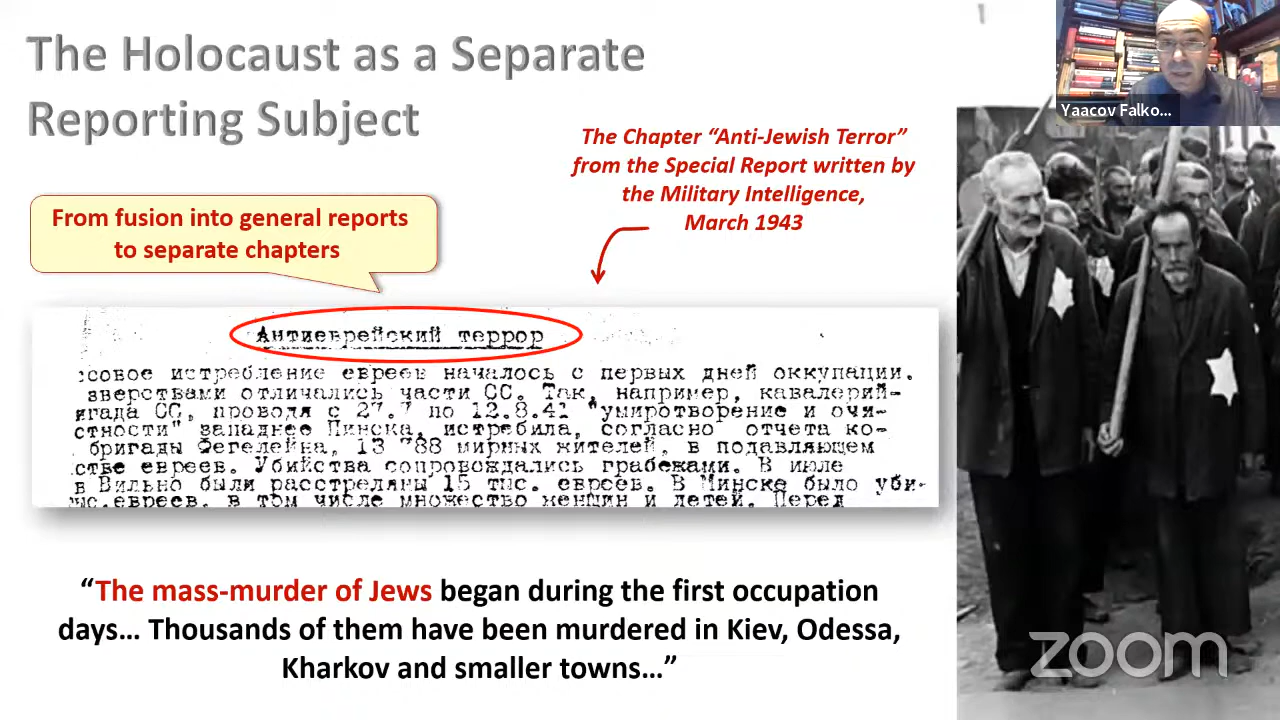 The Holocaust as a Separate
Reporting Subject
Yaacov Falko...
The Chapter “Anti-Jewish Terror”
from the Special Report written by
the Military Intelligence,
March 1943
From fusion into general reports
to separate chapters
Антиеврейский террор
ссовое истребление евреев началось с первых дней оккупации.
зверствами отличались части СС. Так, например, кавалерий-
игада СС, проводя с 27.7 по 12.8.41 "умиротворение и очи-
стности" западнее Пинска, истребила, согласно отчета ко-
бригады Фегелейна, 13 788 мирных жителей, в подавляющем
стве евреев. Убийства сопровождались грабежами. В июле
в Вильно были расстреляны 15 тыс. евреев. В Минске было уби-
тыс. евреев, в том числе множество женщин и детей. Перед
“The mass-murder of Jews began during the first occupation
days… Thousands of them have been murdered in Kiev, Odessa,
Kharkov and smaller towns…”
zoom